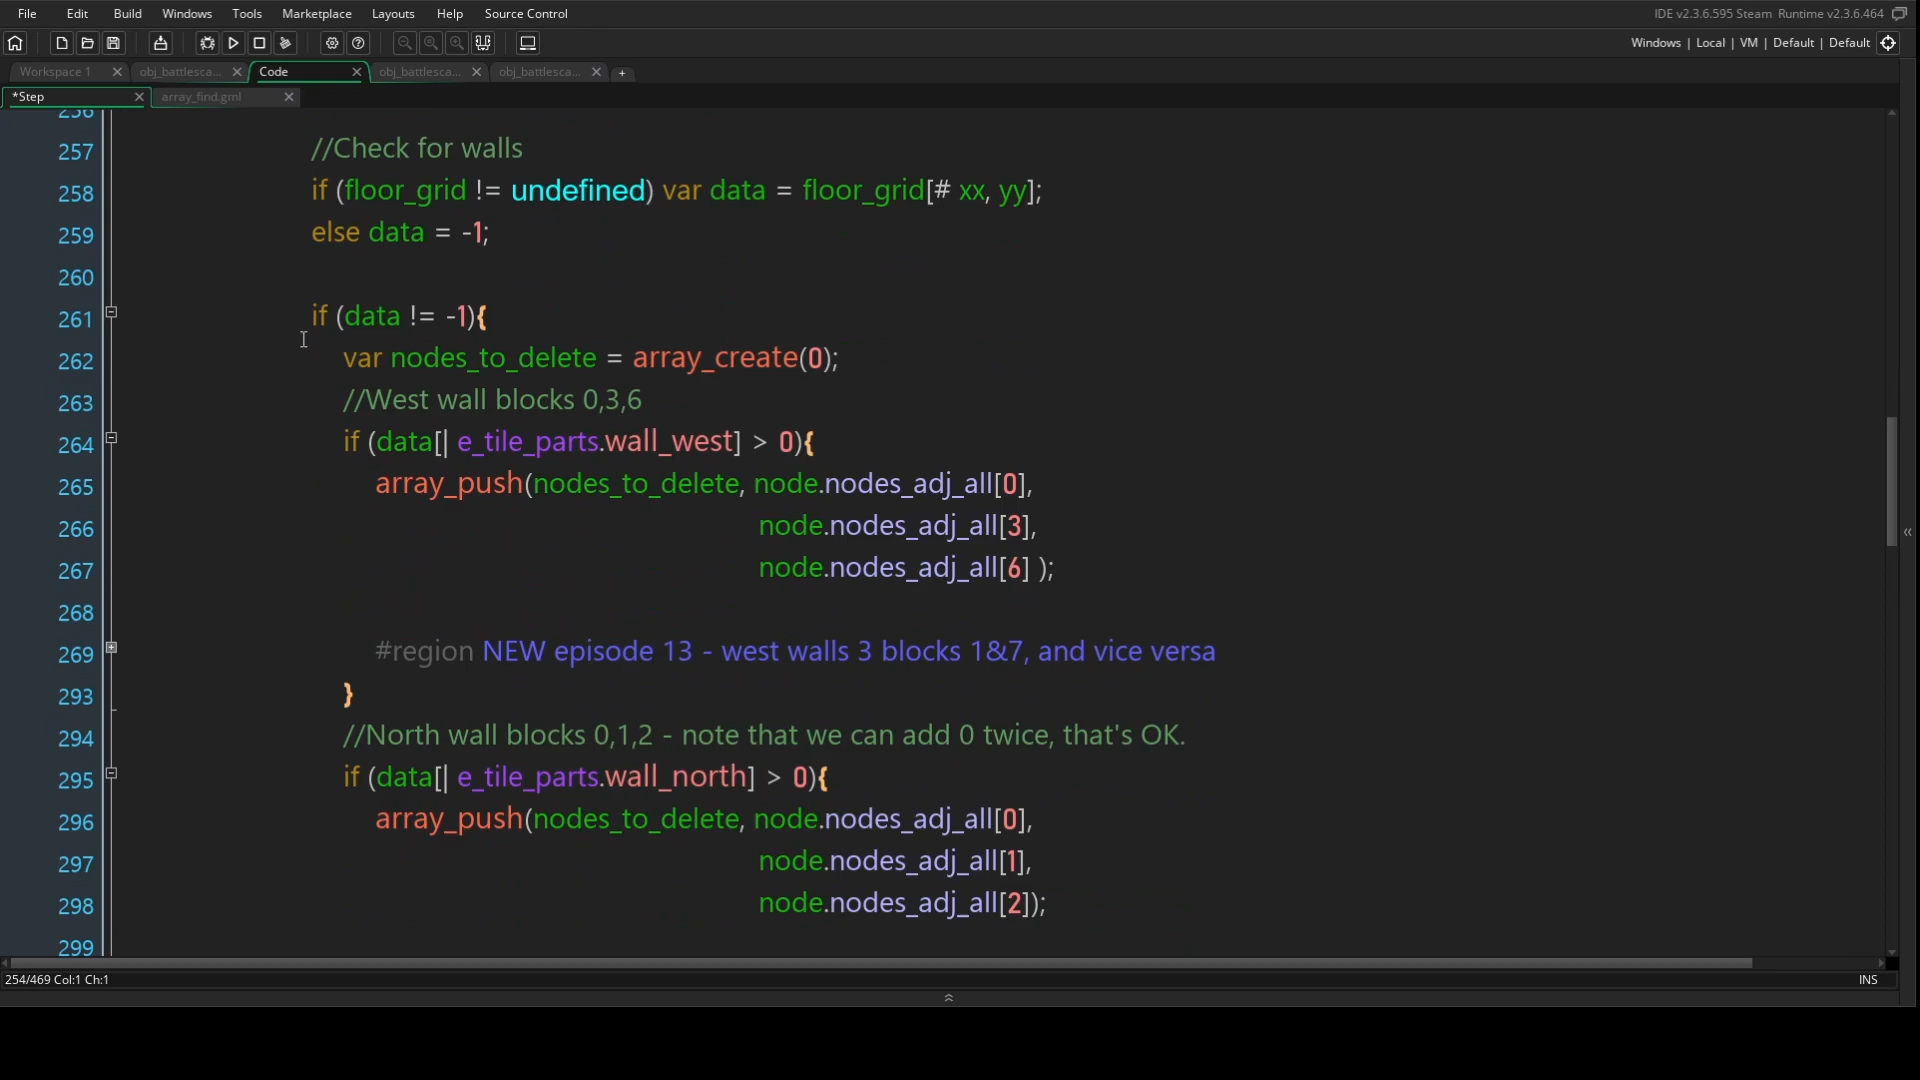 File Edit Build Windows Tools Marketplace Layouts Help Source Control IDE v2.3.6.595 Steam Runtime v2.3.6.464
Windows | Local | VM | Default | Default
Workspace 1 obj_battlesca... Code obj_battlesca... obj_battlesca... +
*Step array_find.gml
256
257 //Check for walls
258 if (floor_grid != undefined) var data = floor_grid[# xx, yy];
259 else data = -1;
260
261 if (data != -1){
262 var nodes_to_delete = array_create(0);
263 //West wall blocks 0,3,6
264 if (data[| e_tile_parts.wall_west] > 0){
265 array_push(nodes_to_delete, node.nodes_adj_all[0],
266 node.nodes_adj_all[3],
267 node.nodes_adj_all[6] );
268
269 #region NEW episode 13 - west walls 3 blocks 1&7, and vice versa
293 }
294 //North wall blocks 0,1,2 - note that we can add 0 twice, that's OK.
295 if (data[| e_tile_parts.wall_north] > 0){
296 array_push(nodes_to_delete, node.nodes_adj_all[0],
297 node.nodes_adj_all[1],
298 node.nodes_adj_all[2]);
299
254/469 Col:1 Ch:1 INS